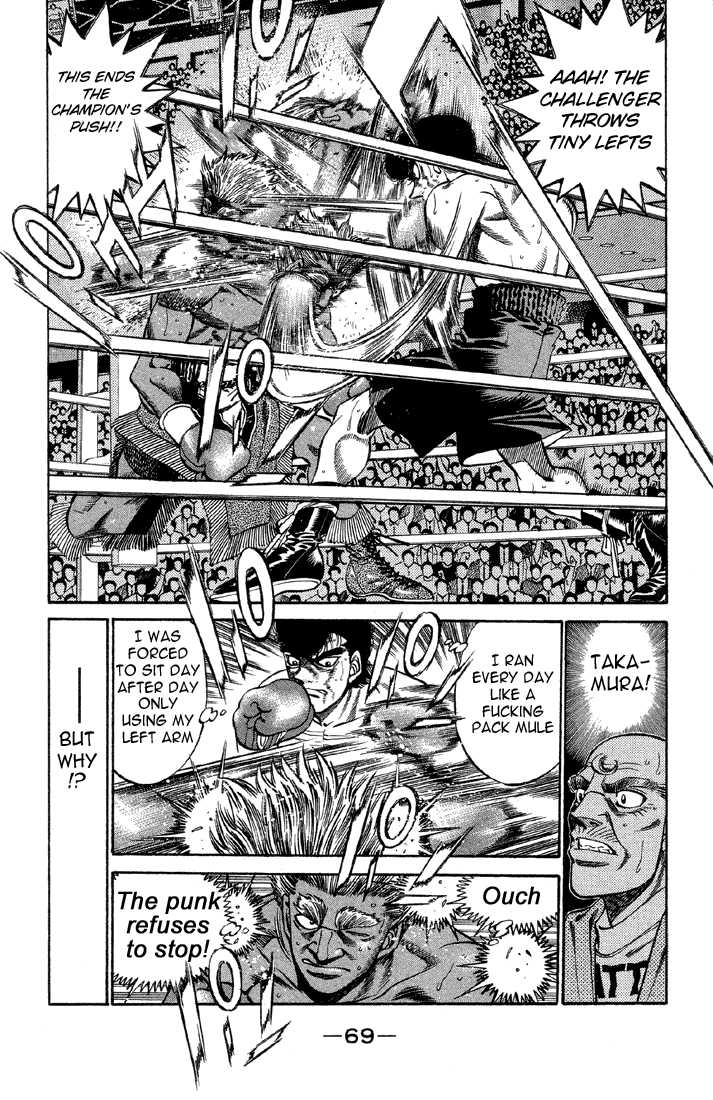 AAAH! THE
CHALLENGER
THROWS
TINY LEFTS
THIS ENDS
THE
CHAMPION'S
PUSH!!
TAKA-
MURA!
I RAN
EVERY DAY
LIKE A
FUCKING
PACK MULE
I WAS
FORCED
TO SIT DAY
AFTER DAY
ONLY
USING MY
LEFT ARM
Ouch
The punk
refuses
to stop!
—
BUT
WHY
!?
—69—